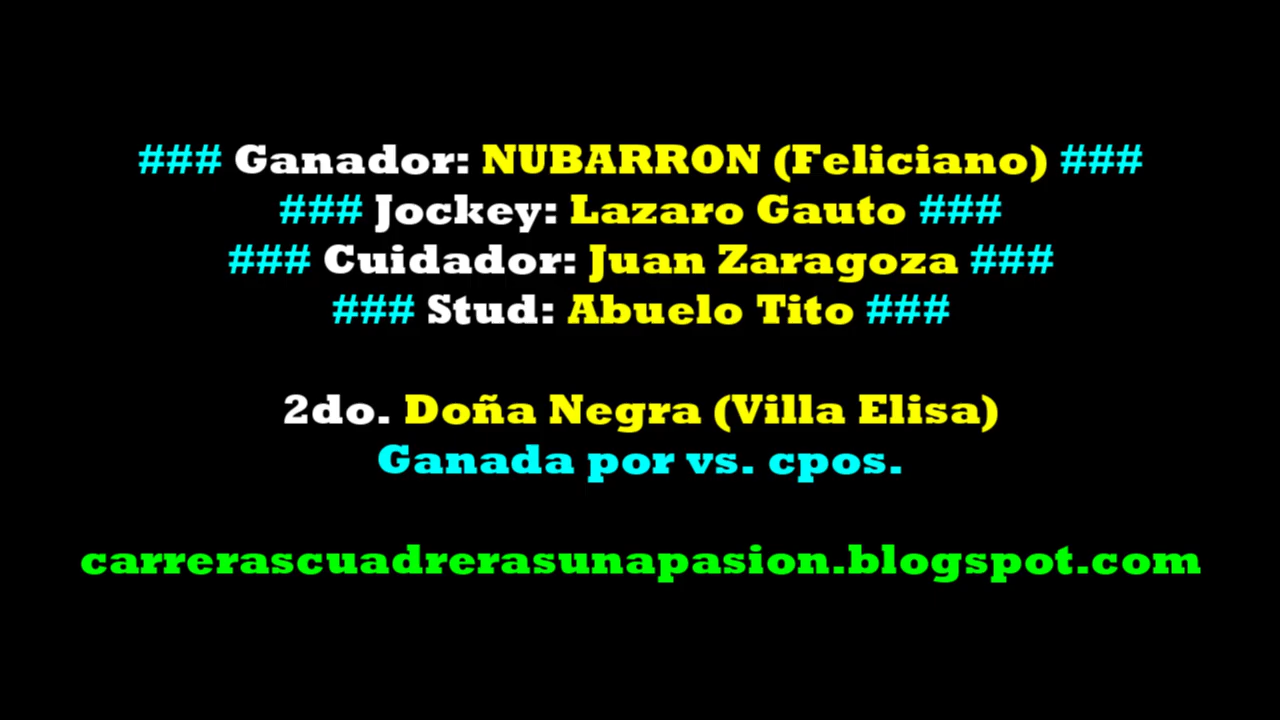 ### Ganador: NUBARRON (Feliciano) ###
### Jockey: Lazaro Gauto ###
### Cuidador: Juan Zaragoza ###
### Stud: Abuelo Tito ###
2do. Doña Negra (Villa Elisa)
Ganada por vs. cpos.
carrerascuadrerasunapasion.blogspot.com